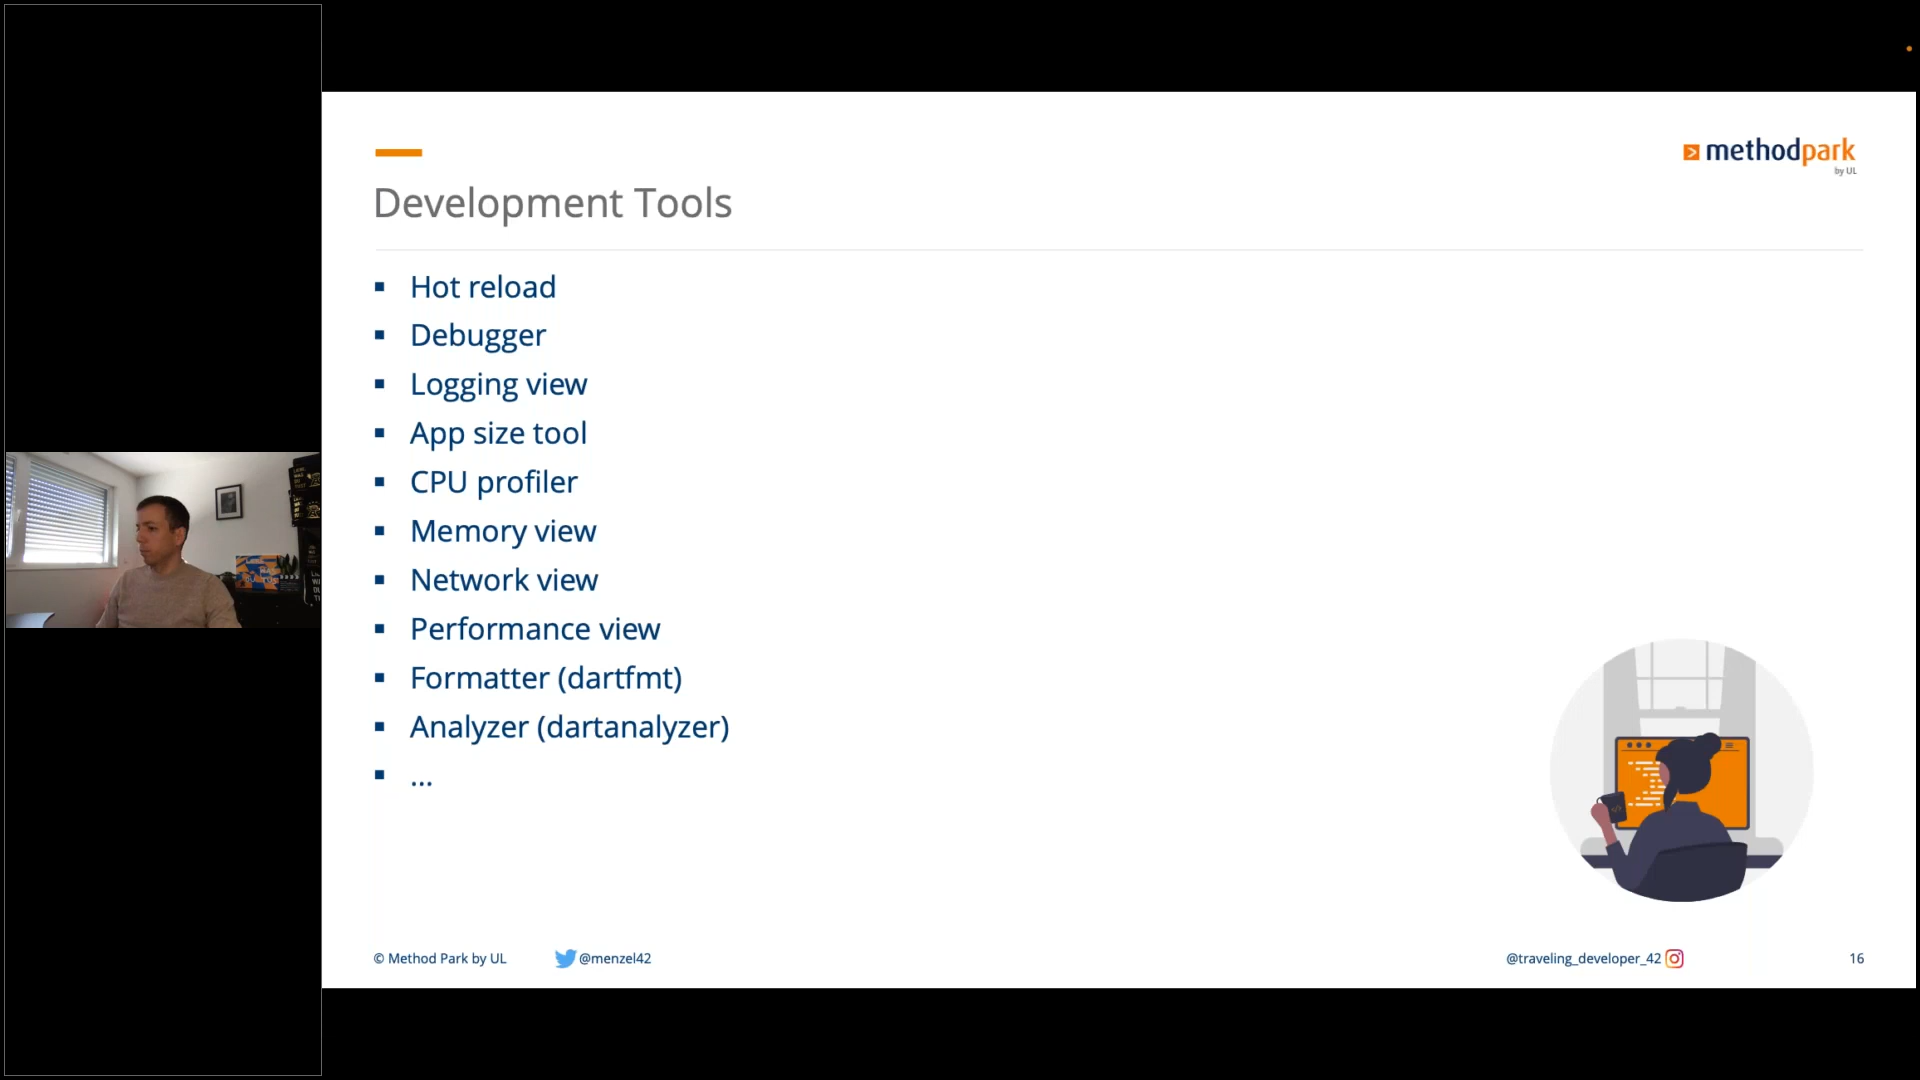 methodpark
by UL
Development Tools
▪ Hot reload
▪ Debugger
▪ Logging view
▪ App size tool
▪ CPU profiler
▪ Memory view
▪ Network view
▪ Performance view
▪ Formatter (dartfmt)
▪ Analyzer (dartanalyzer)
▪ ...
© Method Park by UL
@menzel42
@traveling_developer_42
16